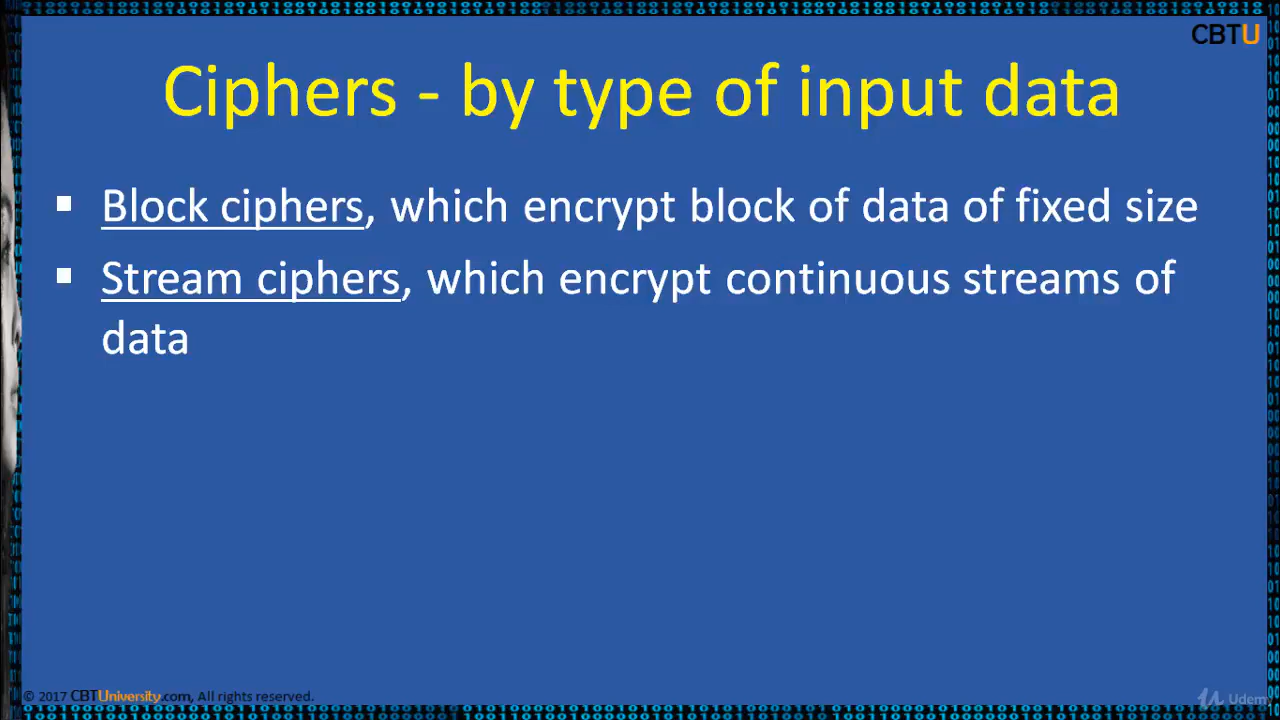 CBTU
Ciphers - by type of input data
▪ Block ciphers, which encrypt block of data of fixed size
▪ Stream ciphers, which encrypt continuous streams of
data
© 2017 CBTUniversity.com, All rights reserved.
Udemy